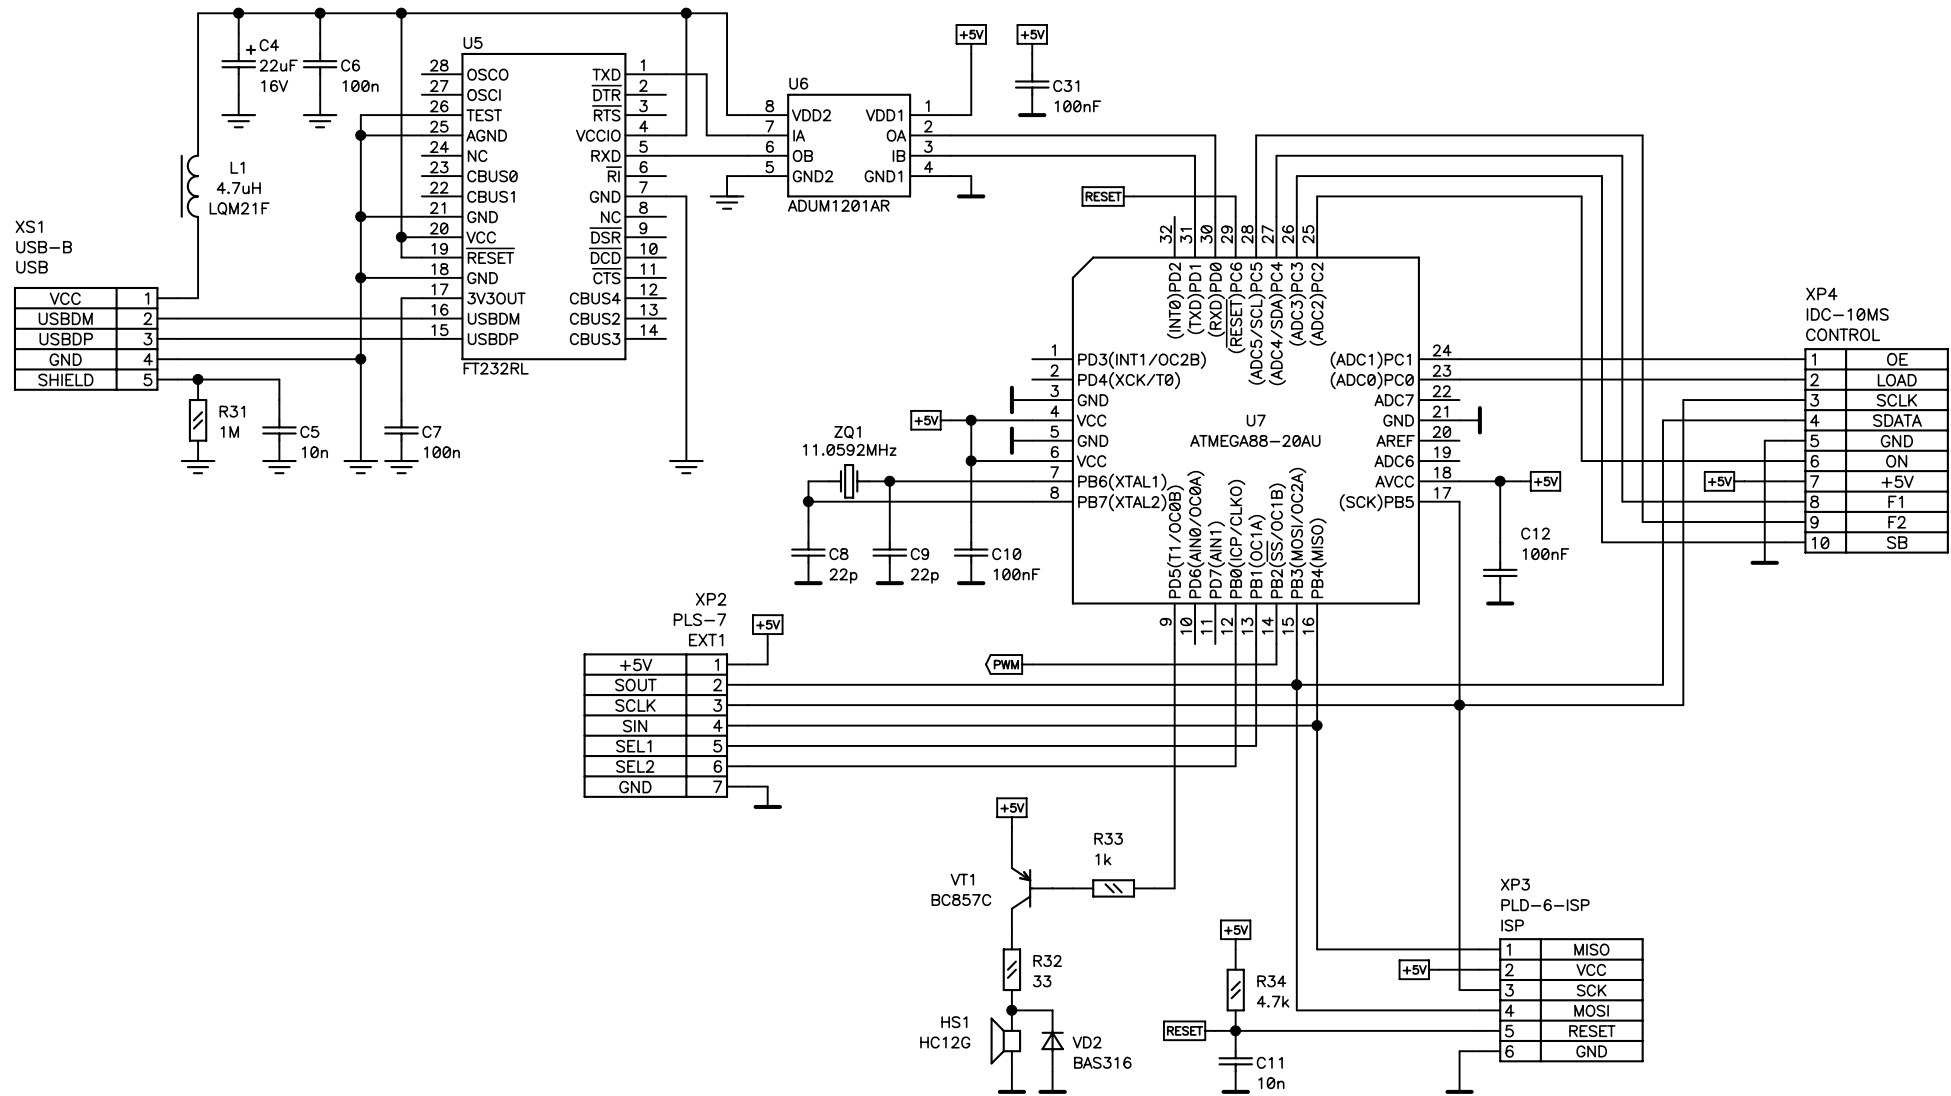 C4
22uF
16V
+
C6
100n
L1
4.7uH
LQM21F
XS1
USB-B
USB
VCC 1
USBDM 2
USBDP 3
GND 4
SHIELD 5
R31
1M
C5
10n
C7
100n
U5
28 OSCO TXD 1
27 OSCI DTR 2
26 TEST RTS 3
25 AGND VCCIO 4
24 NC RXD 5
23 CBUS0 RI 6
22 CBUS1 GND 7
21 GND NC 8
20 VCC DSR 9
19 RESET DCD 10
18 GND CTS 11
17 3V3OUT CBUS4 12
16 USBDM CBUS2 13
15 USBDP CBUS3 14
FT232RL
U6
8 VDD2 VDD1 1
7 IA OA 2
6 OB IB 3
5 GND2 GND1 4
ADUM1201AR
+5V
+5V
C31
100nF
RESET
32 (INT0)PD2
31 (TXD)PD1
30 (RXD)PD0
29 (RESET)PC6
28 (ADC5/SCL)PC5
27 (ADC4/SDA)PC4
26 (ADC3)PC3
25 (ADC2)PC2
1 PD3(INT1/OC2B)
2 PD4(XCK/T0)
3 GND
4 VCC
5 GND
6 VCC
7 PB6(XTAL1)
8 PB7(XTAL2)
U7
ATMEGA88-20AU
(ADC1)PC1 24
(ADC0)PC0 23
ADC7 22
GND 21
AREF 20
ADC6 19
AVCC 18
(SCK)PB5 17
PD5(T1/OC0B) 9
PD6(AIN0/OC0A) 10
PD7(AIN1) 11
PB0(ICP/CLKO) 12
PB1(OC1A) 13
PB2(SS/OC1B) 14
PB3(MOSI/OC2A) 15
PB4(MISO) 16
+5V
ZQ1
11.0592MHz
C8
22p
C9
22p
C10
100nF
+5V
C12
100nF
XP4
IDC-10MS
CONTROL
1 OE
2 LOAD
3 SCLK
4 SDATA
5 GND
6 ON
7 +5V
8 F1
9 F2
10 SB
+5V
XP2
PLS-7
EXT1
+5V 1
SOUT 2
SCLK 3
SIN 4
SEL1 5
SEL2 6
GND 7
+5V
PWM
+5V
VT1
BC857C
R33
1k
R32
33
HS1
HC12G
VD2
BAS316
+5V
R34
4.7k
RESET
C11
10n
XP3
PLD-6-ISP
ISP
1 MISO
2 VCC
3 SCK
4 MOSI
5 RESET
6 GND
+5V